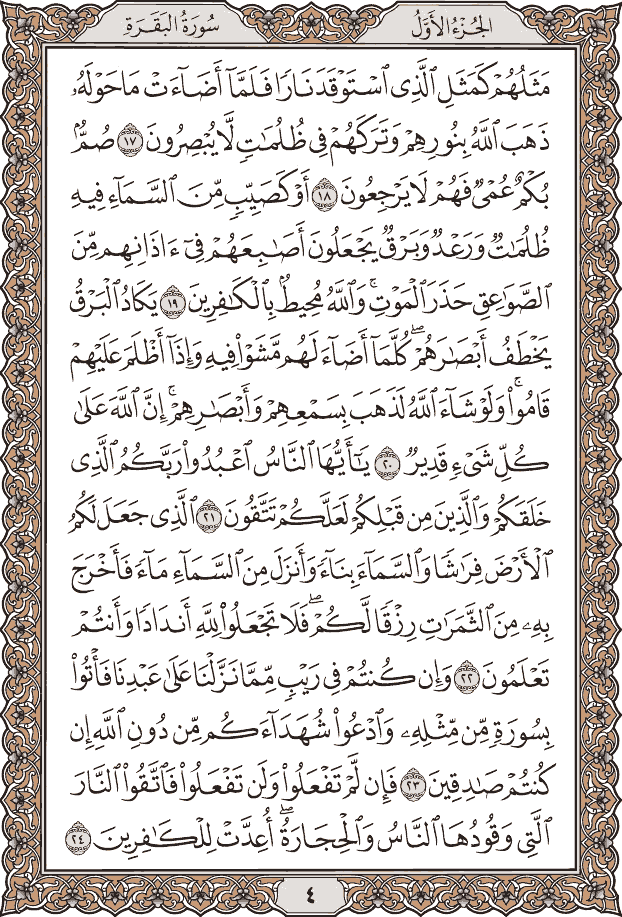 الجُزْءُ الأَوَّلُ
سُورَةُ البَقَرَةِ
مَثَلُهُمْ كَمَثَلِ ٱلَّذِى ٱسْتَوْقَدَ نَارًا فَلَمَّآ أَضَآءَتْ مَا حَوْلَهُۥ
ذَهَبَ ٱللَّهُ بِنُورِهِمْ وَتَرَكَهُمْ فِى ظُلُمَٰتٍ لَّا يُبْصِرُونَ ١٧ صُمُّۢ
بُكْمٌ عُمْىٌ فَهُمْ لَا يَرْجِعُونَ ١٨ أَوْ كَصَيِّبٍ مِّنَ ٱلسَّمَآءِ فِيهِ
ظُلُمَٰتٌ وَرَعْدٌ وَبَرْقٌ يَجْعَلُونَ أَصَٰبِعَهُمْ فِىٓ ءَاذَانِهِم مِّنَ
ٱلصَّوَٰعِقِ حَذَرَ ٱلْمَوْتِ ۚ وَٱللَّهُ مُحِيطٌۢ بِٱلْكَٰفِرِينَ ١٩ يَكَادُ ٱلْبَرْقُ
يَخْطَفُ أَبْصَٰرَهُمْ ۖ كُلَّمَآ أَضَآءَ لَهُم مَّشَوْا۟ فِيهِ وَإِذَآ أَظْلَمَ عَلَيْهِمْ
قَامُوا۟ ۚ وَلَوْ شَآءَ ٱللَّهُ لَذَهَبَ بِسَمْعِهِمْ وَأَبْصَٰرِهِمْ ۚ إِنَّ ٱللَّهَ عَلَىٰ
كُلِّ شَىْءٍ قَدِيرٌ ٢٠ يَٰٓأَيُّهَا ٱلنَّاسُ ٱعْبُدُوا۟ رَبَّكُمُ ٱلَّذِى
خَلَقَكُمْ وَٱلَّذِينَ مِن قَبْلِكُمْ لَعَلَّكُمْ تَتَّقُونَ ٢١ ٱلَّذِى جَعَلَ لَكُمُ
ٱلْأَرْضَ فِرَٰشًا وَٱلسَّمَآءَ بِنَآءً وَأَنزَلَ مِنَ ٱلسَّمَآءِ مَآءً فَأَخْرَجَ
بِهِۦ مِنَ ٱلثَّمَرَٰتِ رِزْقًا لَّكُمْ ۖ فَلَا تَجْعَلُوا۟ لِلَّهِ أَندَادًا وَأَنتُمْ
تَعْلَمُونَ ٢٢ وَإِن كُنتُمْ فِى رَيْبٍ مِّمَّا نَزَّلْنَا عَلَىٰ عَبْدِنَا فَأْتُوا۟
بِسُورَةٍ مِّن مِّثْلِهِۦ وَٱدْعُوا۟ شُهَدَآءَكُم مِّن دُونِ ٱللَّهِ إِن
كُنتُمْ صَٰدِقِينَ ٢٣ فَإِن لَّمْ تَفْعَلُوا۟ وَلَن تَفْعَلُوا۟ فَٱتَّقُوا۟ ٱلنَّارَ
ٱلَّتِى وَقُودُهَا ٱلنَّاسُ وَٱلْحِجَارَةُ ۖ أُعِدَّتْ لِلْكَٰفِرِينَ ٢٤
٤